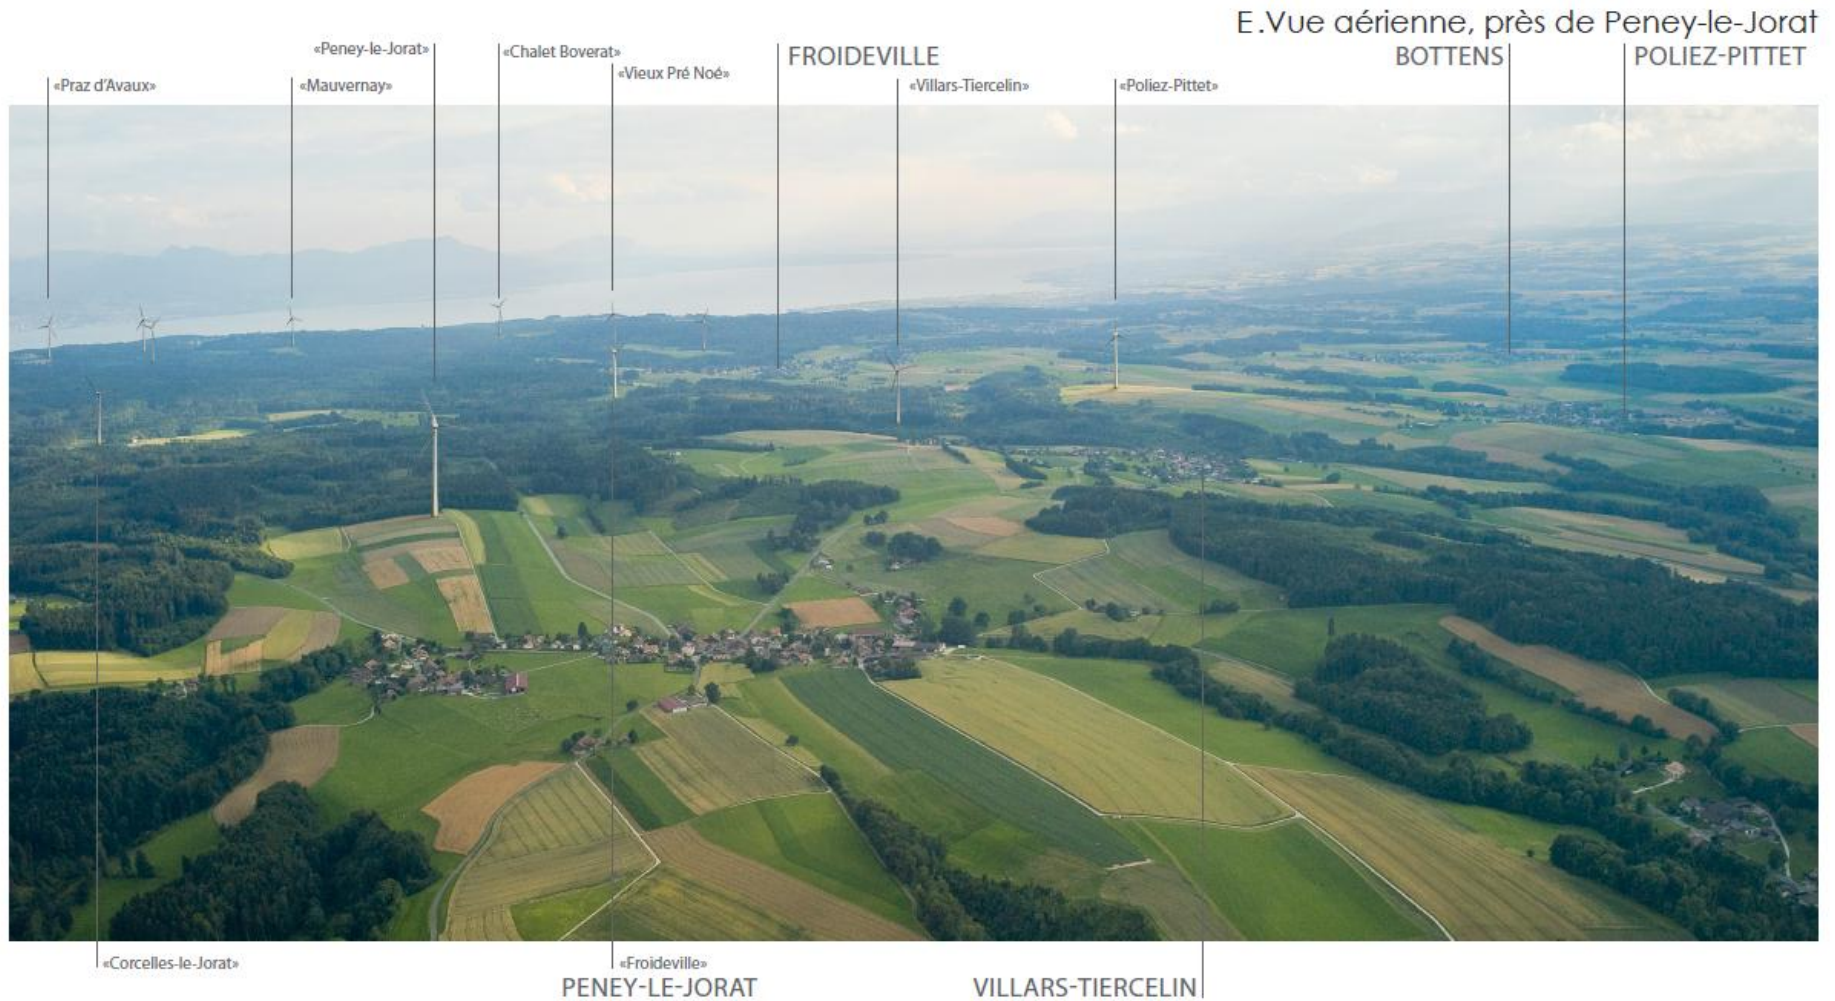 E.Vue aérienne, près de Peney-le-Jorat
«Peney-le-Jorat»
«Chalet Boverat»
FROIDEVILLE
BOTTENS
POLIEZ-PITTET
«Vieux Pré Noé»
«Praz d'Avaux»
«Mauvernay»
«Villars-Tiercelin»
«Poliez-Pittet»
«Corcelles-le-Jorat»
«Froideville»
PENEY-LE-JORAT
VILLARS-TIERCELIN